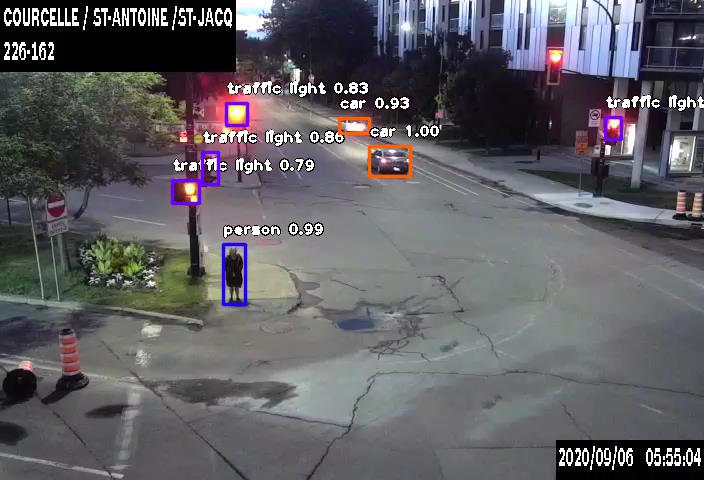 COURCELLE / ST-ANTOINE /ST-JACQ
226-162
traffic light 0.83
car 0.93
traffic light
traffic light 0.86
car 1.00
traffic light 0.79
person 0.99
2020/09/06 05:55:04